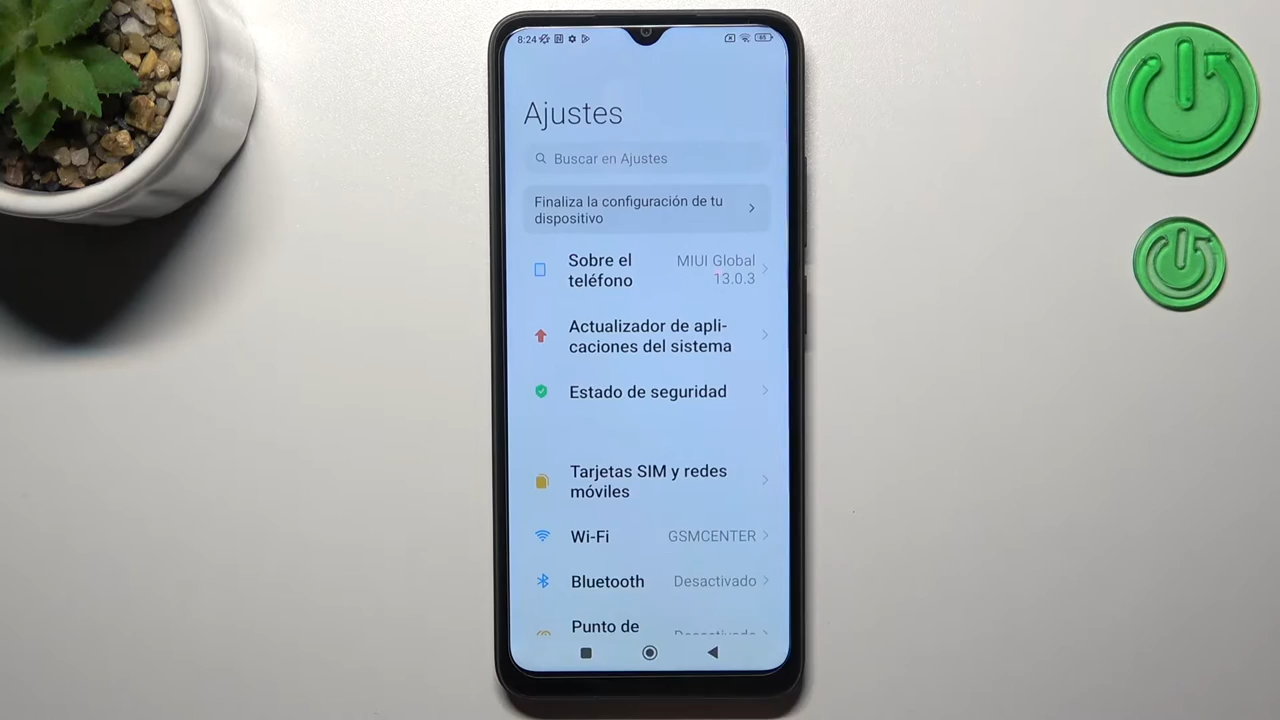 8:24
65
Ajustes
Buscar en Ajustes
Finaliza la configuración de tu
dispositivo
Sobre el
teléfono
MIUI Global
13.0.3
Actualizador de apli-
caciones del sistema
Estado de seguridad
Tarjetas SIM y redes
móviles
Wi-Fi
GSMCENTER
Bluetooth
Desactivado
Punto de
Desactivado